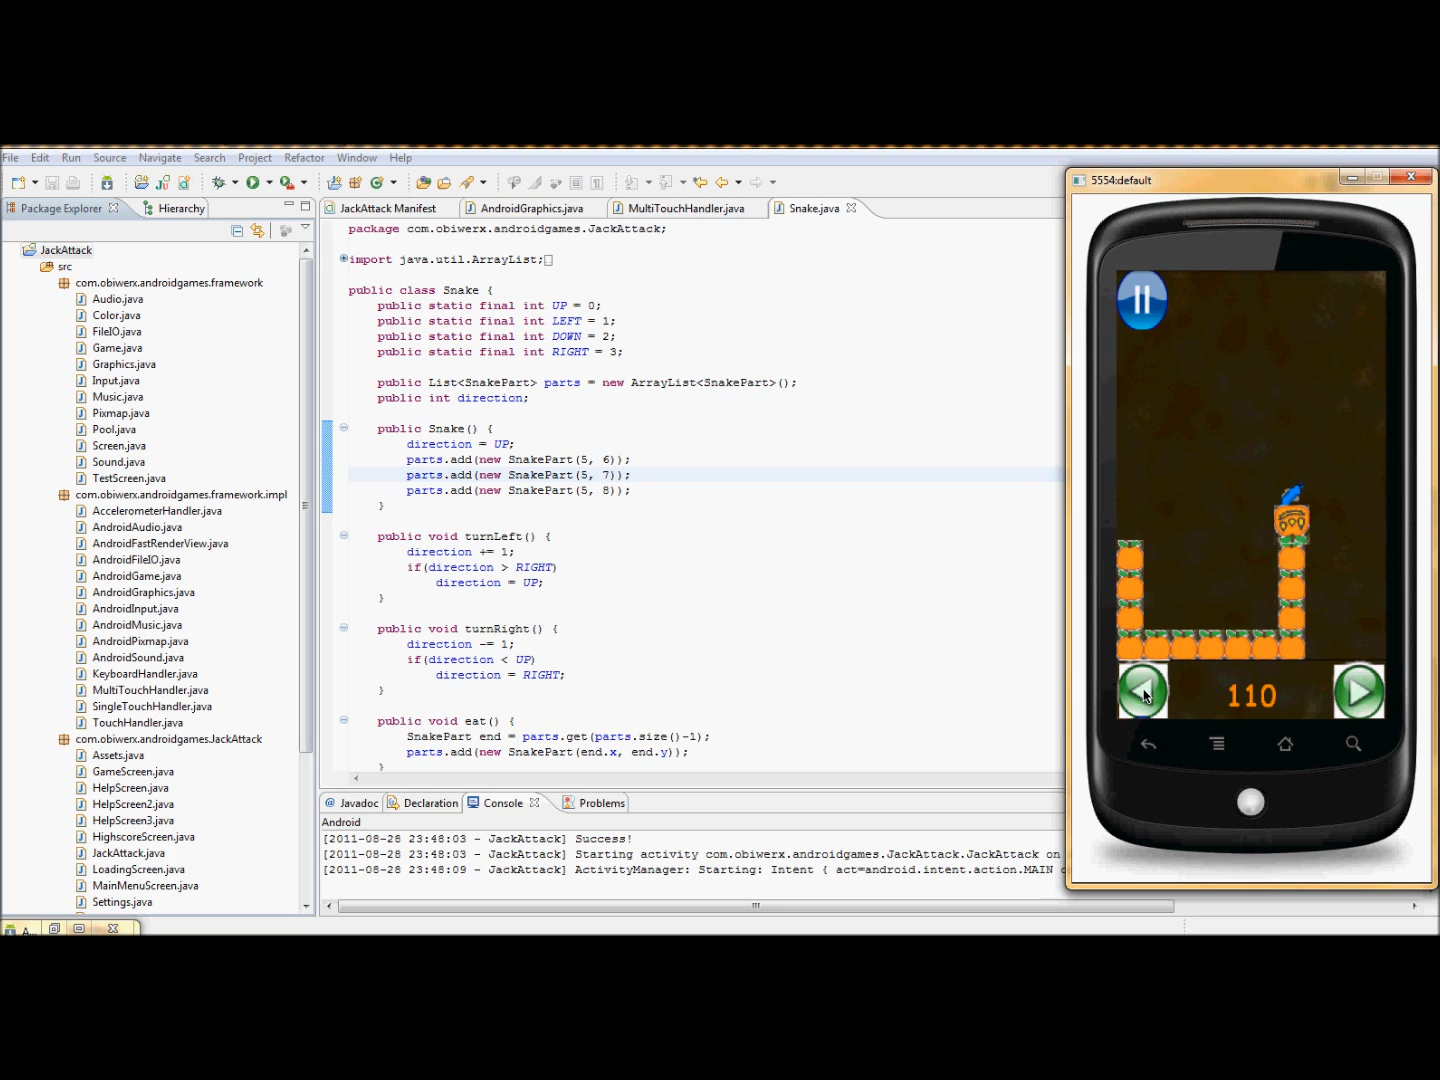 File Edit Run Source Navigate Search Project Refactor Window Help
5554:default
Package Explorer Hierarchy
JackAttack Manifest AndroidGraphics.java MultiTouchHandler.java Snake.java
JackAttack
src
com.obiwerx.androidgames.framework
Audio.java
Color.java
FileIO.java
Game.java
Graphics.java
Input.java
Music.java
Pixmap.java
Pool.java
Screen.java
Sound.java
TestScreen.java
com.obiwerx.androidgames.framework.impl
AccelerometerHandler.java
AndroidAudio.java
AndroidFastRenderView.java
AndroidFileIO.java
AndroidGame.java
AndroidGraphics.java
AndroidInput.java
AndroidMusic.java
AndroidPixmap.java
AndroidSound.java
KeyboardHandler.java
MultiTouchHandler.java
SingleTouchHandler.java
TouchHandler.java
com.obiwerx.androidgames.JackAttack
Assets.java
GameScreen.java
HelpScreen.java
HelpScreen2.java
HelpScreen3.java
HighscoreScreen.java
JackAttack.java
LoadingScreen.java
MainMenuScreen.java
Settings.java
A...
package com.obiwerx.androidgames.JackAttack;
import java.util.ArrayList;
public class Snake {
public static final int UP = 0;
public static final int LEFT = 1;
public static final int DOWN = 2;
public static final int RIGHT = 3;
public List<SnakePart> parts = new ArrayList<SnakePart>();
public int direction;
public Snake() {
direction = UP;
parts.add(new SnakePart(5, 6));
parts.add(new SnakePart(5, 7));
parts.add(new SnakePart(5, 8));
}
public void turnLeft() {
direction += 1;
if(direction > RIGHT)
direction = UP;
}
public void turnRight() {
direction -= 1;
if(direction < UP)
direction = RIGHT;
}
public void eat() {
SnakePart end = parts.get(parts.size()-1);
parts.add(new SnakePart(end.x, end.y));
}
@ Javadoc Declaration Console Problems
Android
[2011-08-28 23:48:03 - JackAttack] Success!
[2011-08-28 23:48:03 - JackAttack] Starting activity com.obiwerx.androidgames.JackAttack.JackAttack on
[2011-08-28 23:48:09 - JackAttack] ActivityManager: Starting: Intent { act=android.intent.action.MAIN
110